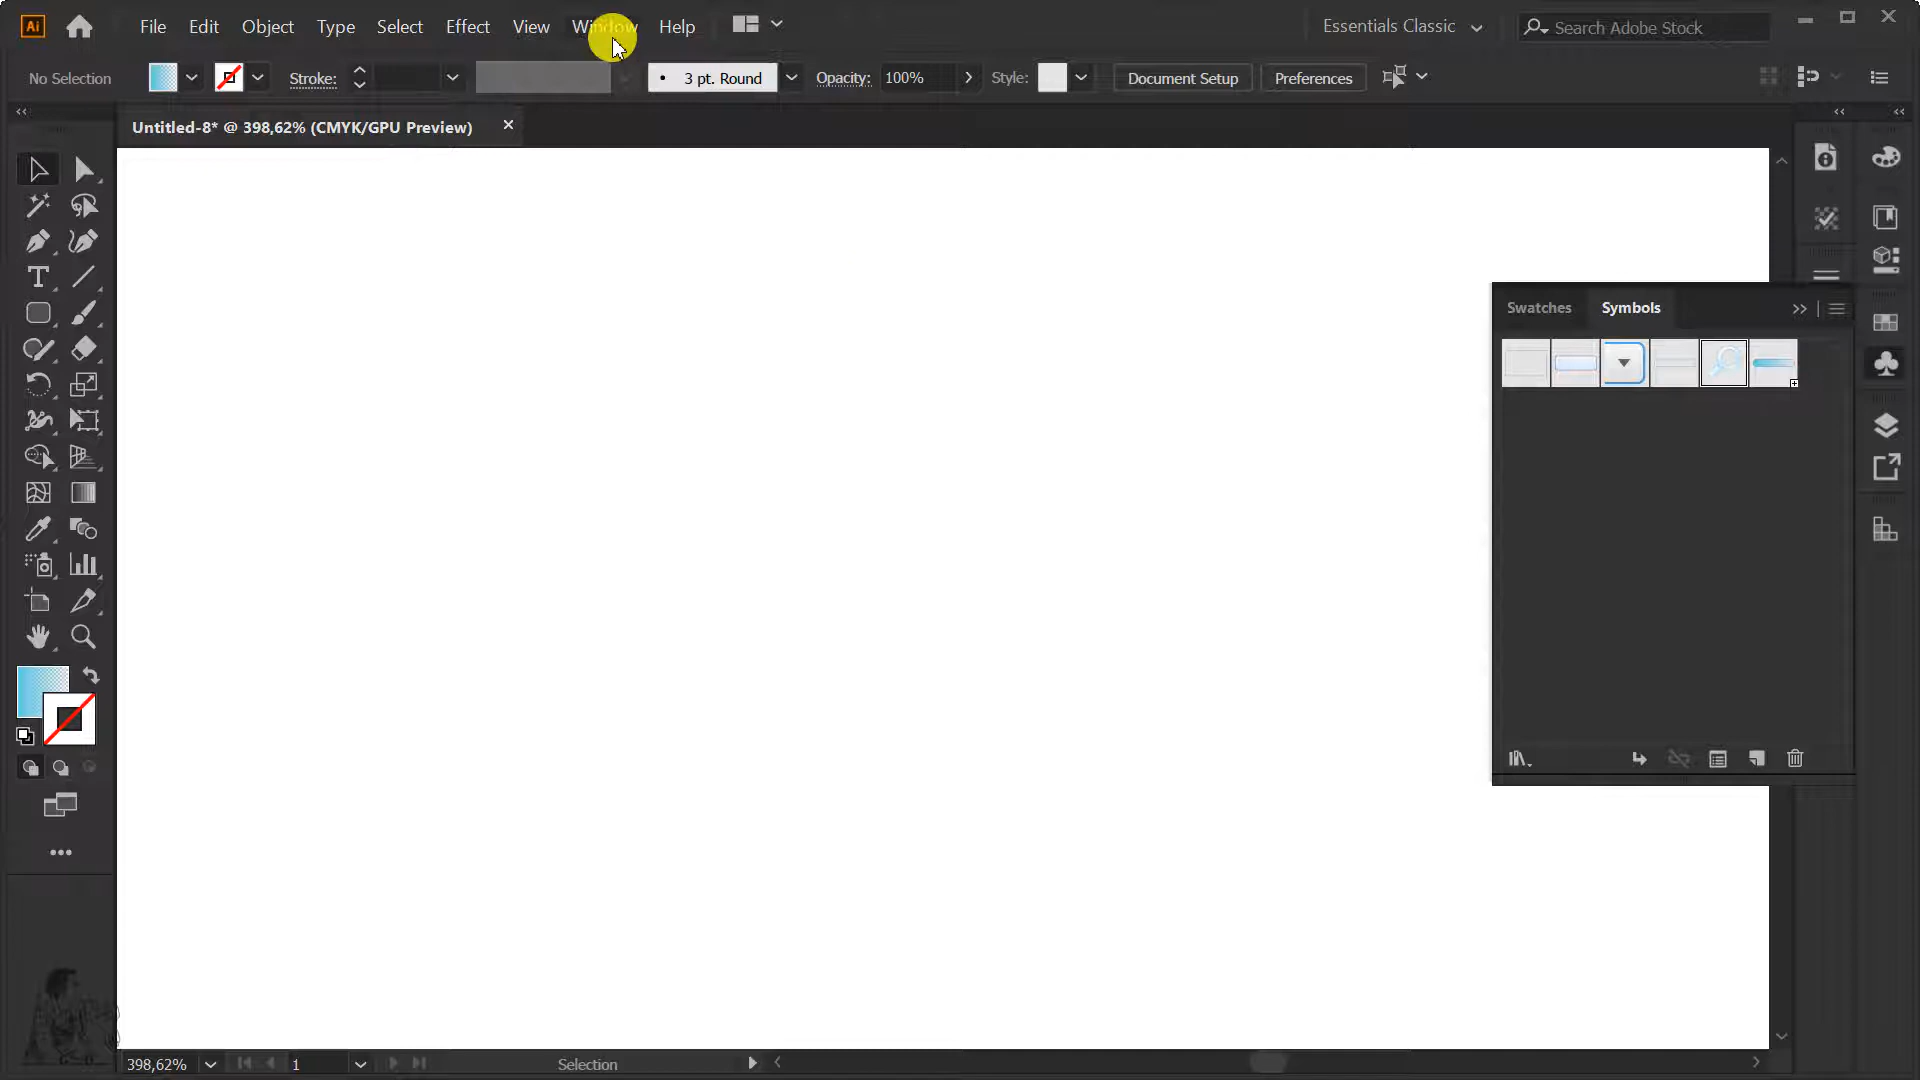 Ai File Edit Object Type Select Effect View Window Help Essentials Classic Search Adobe Stock
No Selection Stroke: 3 pt. Round Opacity: 100% Style: Document Setup Preferences
Untitled-8* @ 398,62% (CMYK/GPU Preview)
Swatches Symbols
398,62% 1 Selection